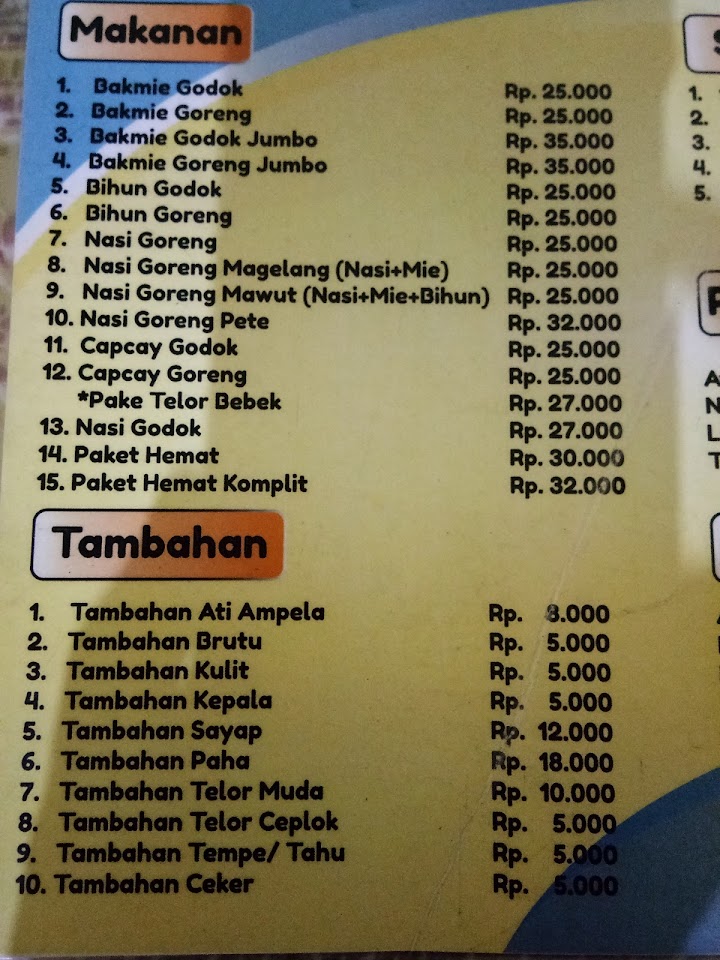 Makanan
1. Bakmie Godok Rp. 25.000
2. Bakmie Goreng Rp. 25.000
3. Bakmie Godok Jumbo Rp. 35.000
4. Bakmie Goreng Jumbo Rp. 35.000
5. Bihun Godok Rp. 25.000
6. Bihun Goreng Rp. 25.000
7. Nasi Goreng Rp. 25.000
8. Nasi Goreng Magelang (Nasi+Mie) Rp. 25.000
9. Nasi Goreng Mawut (Nasi+Mie+Bihun) Rp. 25.000
10. Nasi Goreng Pete Rp. 32.000
11. Capcay Godok Rp. 25.000
12. Capcay Goreng Rp. 25.000
*Pake Telor Bebek Rp. 27.000
13. Nasi Godok Rp. 27.000
14. Paket Hemat Rp. 30.000
15. Paket Hemat Komplit Rp. 32.000
Tambahan
1. Tambahan Ati Ampela Rp. 8.000
2. Tambahan Brutu Rp. 5.000
3. Tambahan Kulit Rp. 5.000
4. Tambahan Kepala Rp. 5.000
5. Tambahan Sayap Rp. 12.000
6. Tambahan Paha Rp. 18.000
7. Tambahan Telor Muda Rp. 10.000
8. Tambahan Telor Ceplok Rp. 5.000
9. Tambahan Tempe/ Tahu Rp. 5.000
10. Tambahan Ceker Rp. 5.000
1.
2.
3.
4.
5.